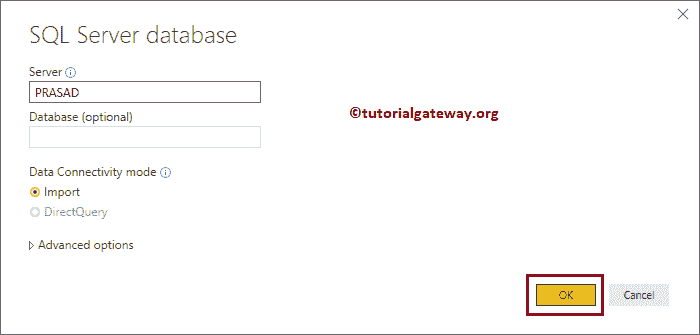 SQL Server database
Server
PRASAD
Database (optional)
©tutorialgateway.org
Data Connectivity mode
Import
DirectQuery
Advanced options
OK
Cancel